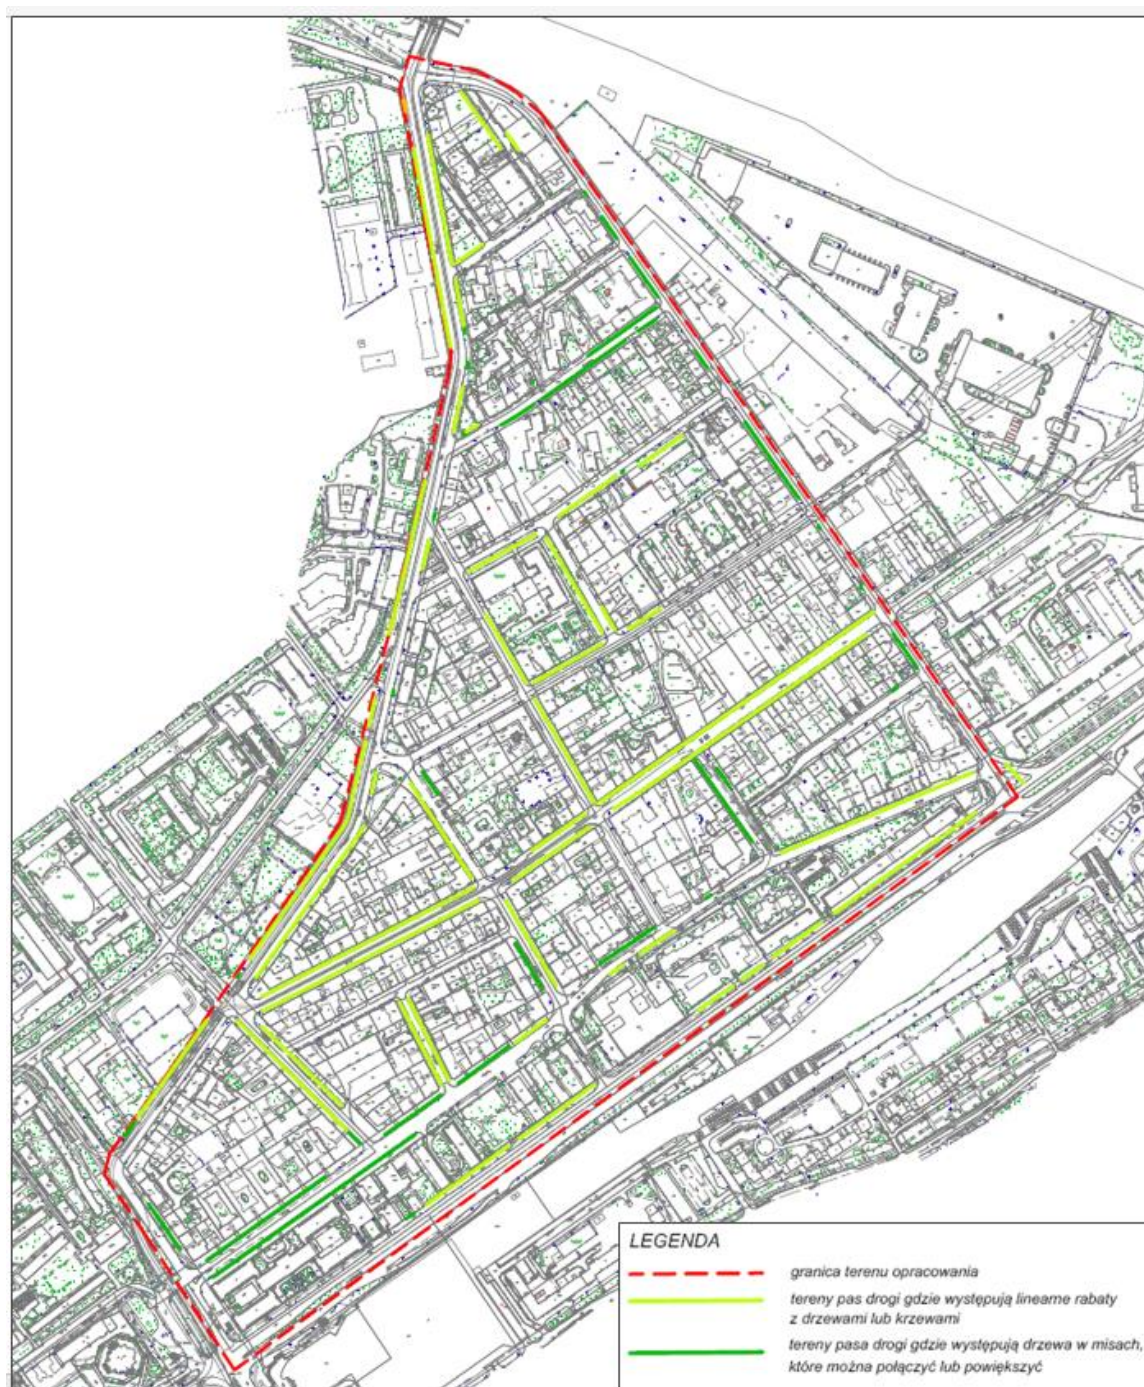 LEGENDA
granica terenu opracowania
tereny pas drogi gdzie występują linearne rabaty
z drzewami lub krzewami
tereny pasa drogi gdzie występują drzewa w misach,
które można połączyć lub powiększyć